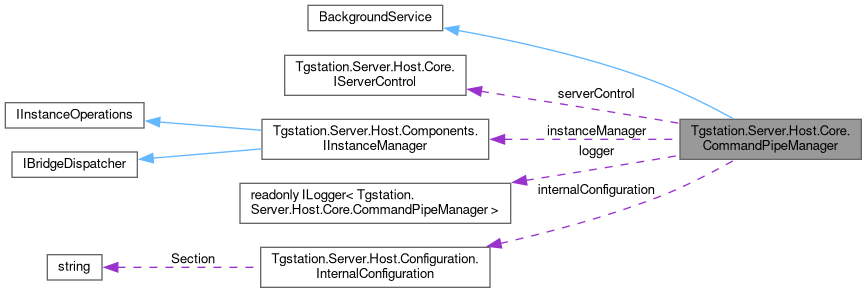 BackgroundService
Tgstation.Server.Host.Core.
IServerControl
serverControl
IInstanceOperations
Tgstation.Server.Host.Components.
IInstanceManager
instanceManager
Tgstation.Server.Host.Core.
CommandPipeManager
IBridgeDispatcher
logger
readonly ILogger< Tgstation.
Server.Host.Core.CommandPipeManager >
internalConfiguration
string
Section
Tgstation.Server.Host.Configuration.
InternalConfiguration